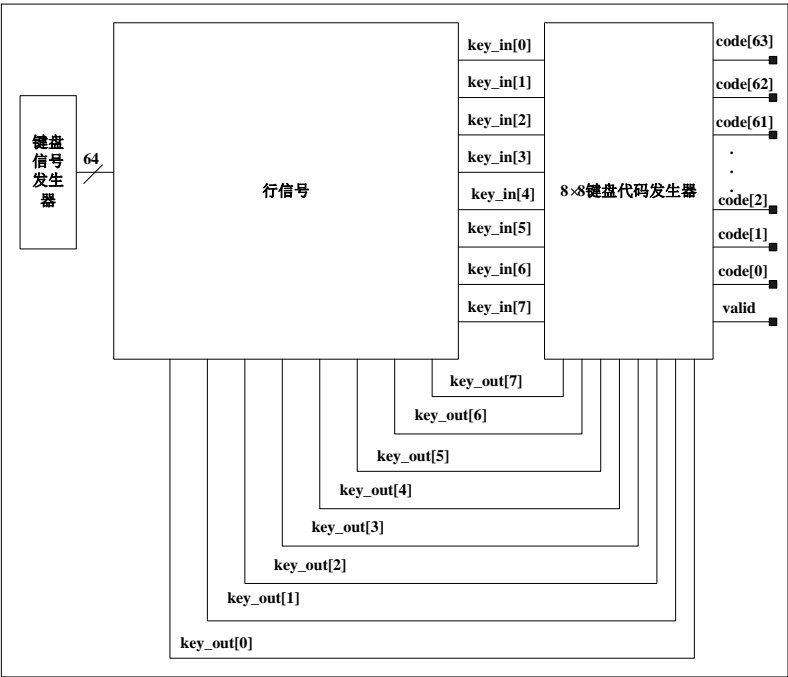 键盘
信号
发生
器
64
行信号
key_in[0]
key_in[1]
key_in[2]
key_in[3]
key_in[4]
key_in[5]
key_in[6]
key_in[7]
8×8键盘代码发生器
code[63]
code[62]
code[61]
.
.
.
code[2]
code[1]
code[0]
valid
key_out[7]
key_out[6]
key_out[5]
key_out[4]
key_out[3]
key_out[2]
key_out[1]
key_out[0]